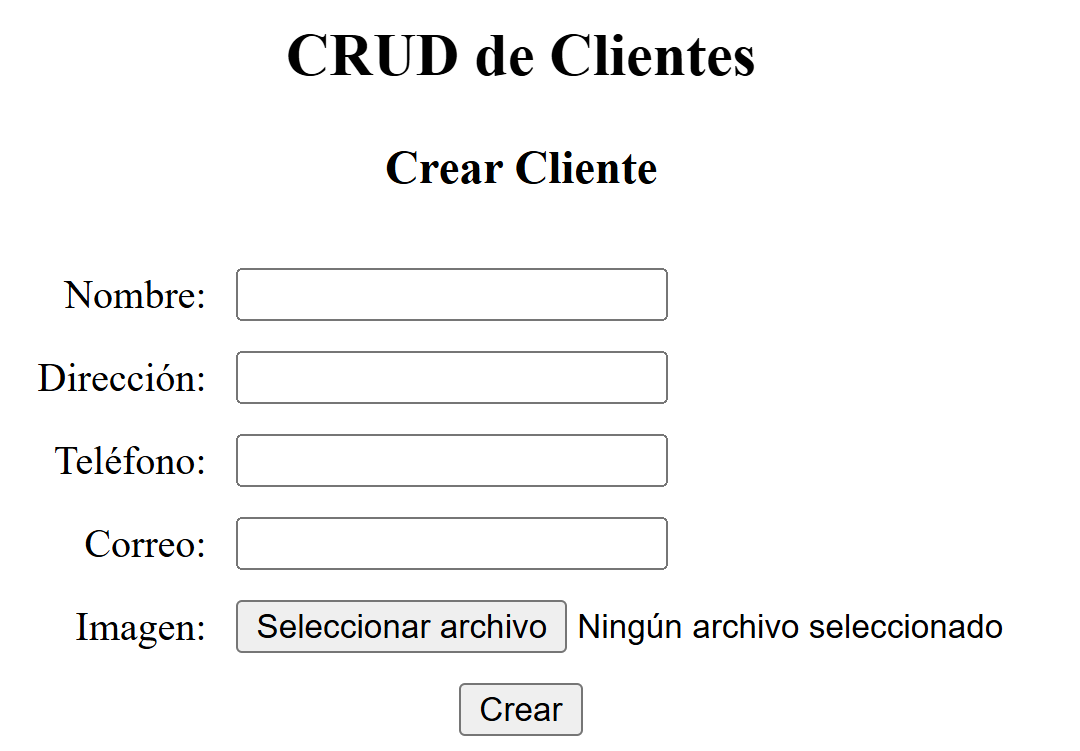 CRUD de Clientes
Crear Cliente
Nombre:
Dirección:
Teléfono:
Correo:
Imagen: Seleccionar archivo Ningún archivo seleccionado
Crear